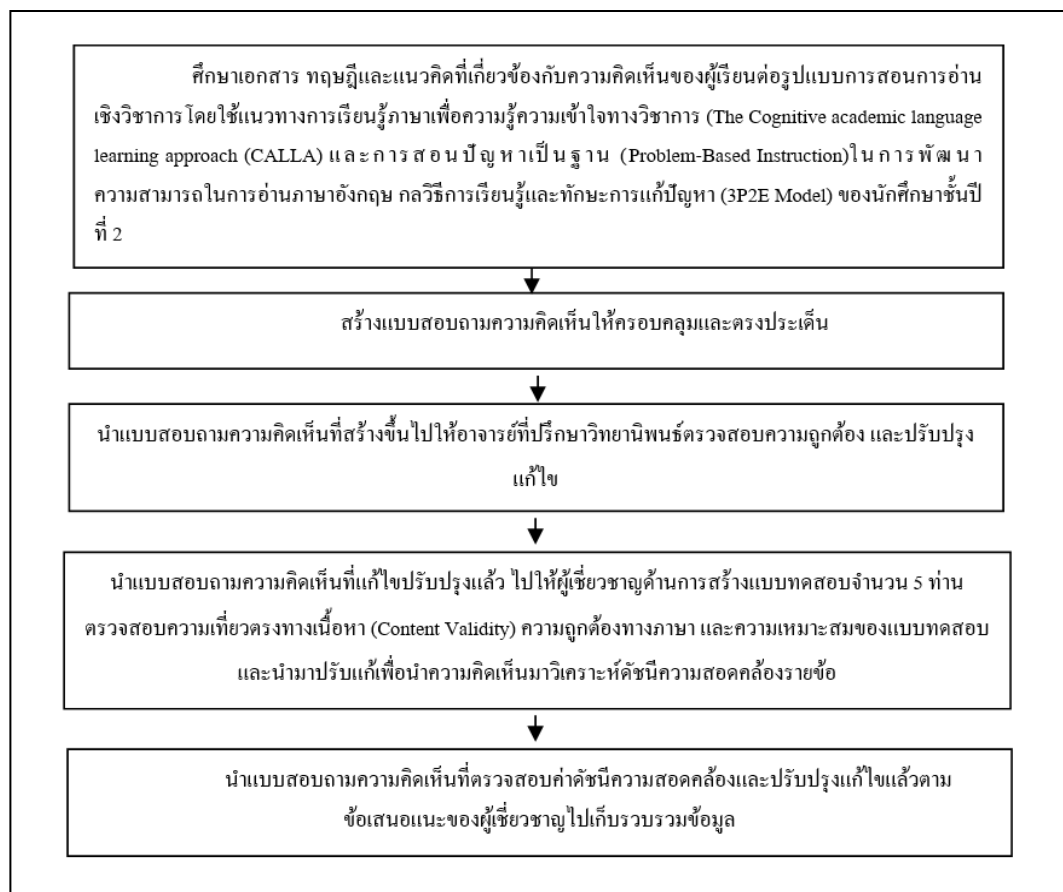 ศึกษาเอกสาร ทฤษฎีและแนวคิดที่เกี่ยวข้องกับความคิดเห็นของผู้เรียนต่อรูปแบบการสอนการอ่าน
เชิงวิชาการ โดยใช้แนวทางการเรียนรู้ภาษาเพื่อความรู้ความเข้าใจทางวิชาการ (The Cognitive academic language
learning approach (CALLA) และการสอนปัญหาเป็นฐาน (Problem-Based Instruction)ในการพัฒนา
ความสามารถในการอ่านภาษาอังกฤษ กลวิธีการเรียนรู้และทักษะการแก้ปัญหา (3P2E Model) ของนักศึกษาชั้นปี
ที่ 2
สร้างแบบสอบถามความคิดเห็นให้ครอบคลุมและตรงประเด็น
นำแบบสอบถามความคิดเห็นที่สร้างขึ้นไปให้อาจารย์ที่ปรึกษาวิทยานิพนธ์ตรวจสอบความถูกต้อง และปรับปรุง
แก้ไข
นำแบบสอบถามความคิดเห็นที่แก้ไขปรับปรุงแล้ว ไปให้ผู้เชี่ยวชาญด้านการสร้างแบบทดสอบจำนวน 5 ท่าน
ตรวจสอบความเที่ยวตรงทางเนื้อหา (Content Validity) ความถูกต้องทางภาษา และความเหมาะสมของแบบทดสอบ
และนำมาปรับแก้เพื่อนำความคิดเห็นมาวิเคราะห์ดัชนีความสอดคล้องรายข้อ
นำแบบสอบถามความคิดเห็นที่ตรวจสอบค่าดัชนีความสอดคล้องและปรับปรุงแก้ไขแล้วตาม
ข้อเสนอแนะของผู้เชี่ยวชาญไปเก็บรวบรวมข้อมูล